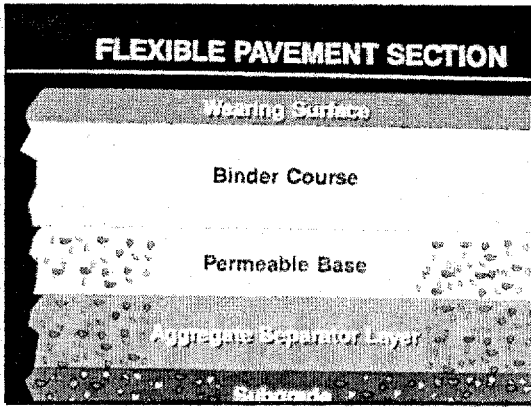 FLEXIBLE PAVEMENT SECTION
Wearing Surface
Binder Course
Permeable Base
Aggregate Separator Layer
Subgrade